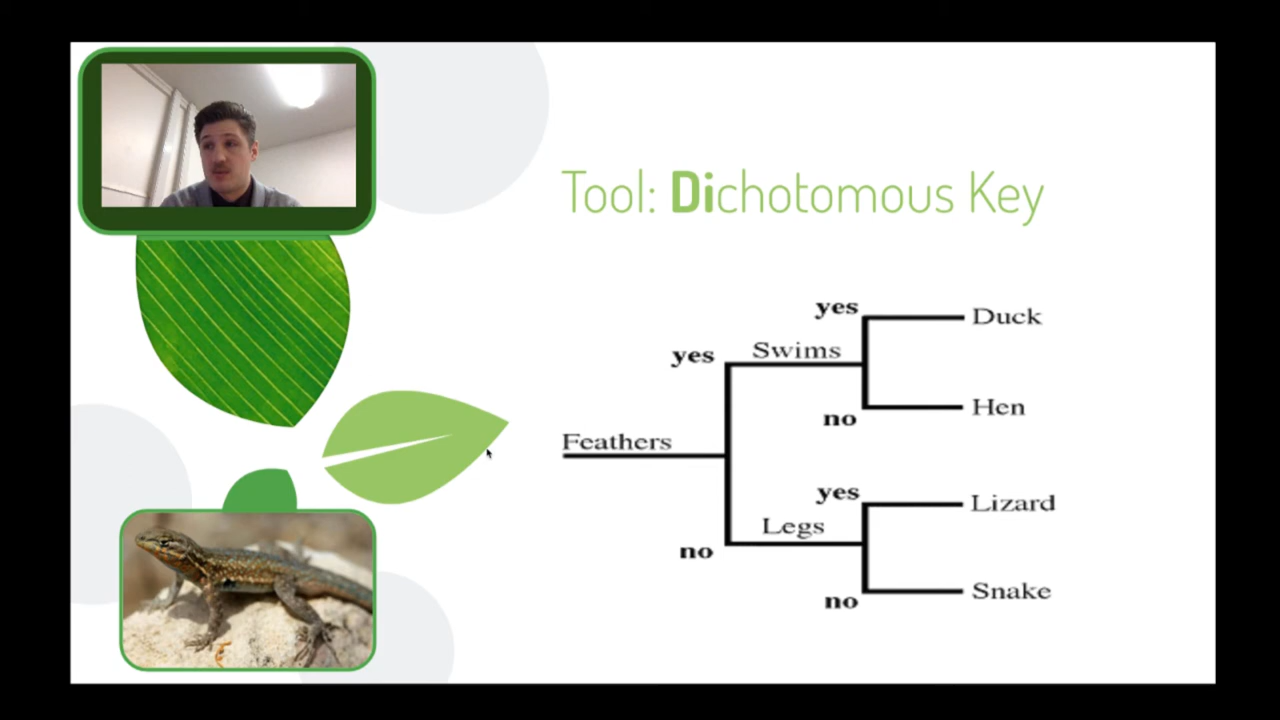 Tool: Dichotomous Key
yes
Duck
yes
Swims
no
Hen
Feathers
yes
Lizard
Legs
no
no
Snake